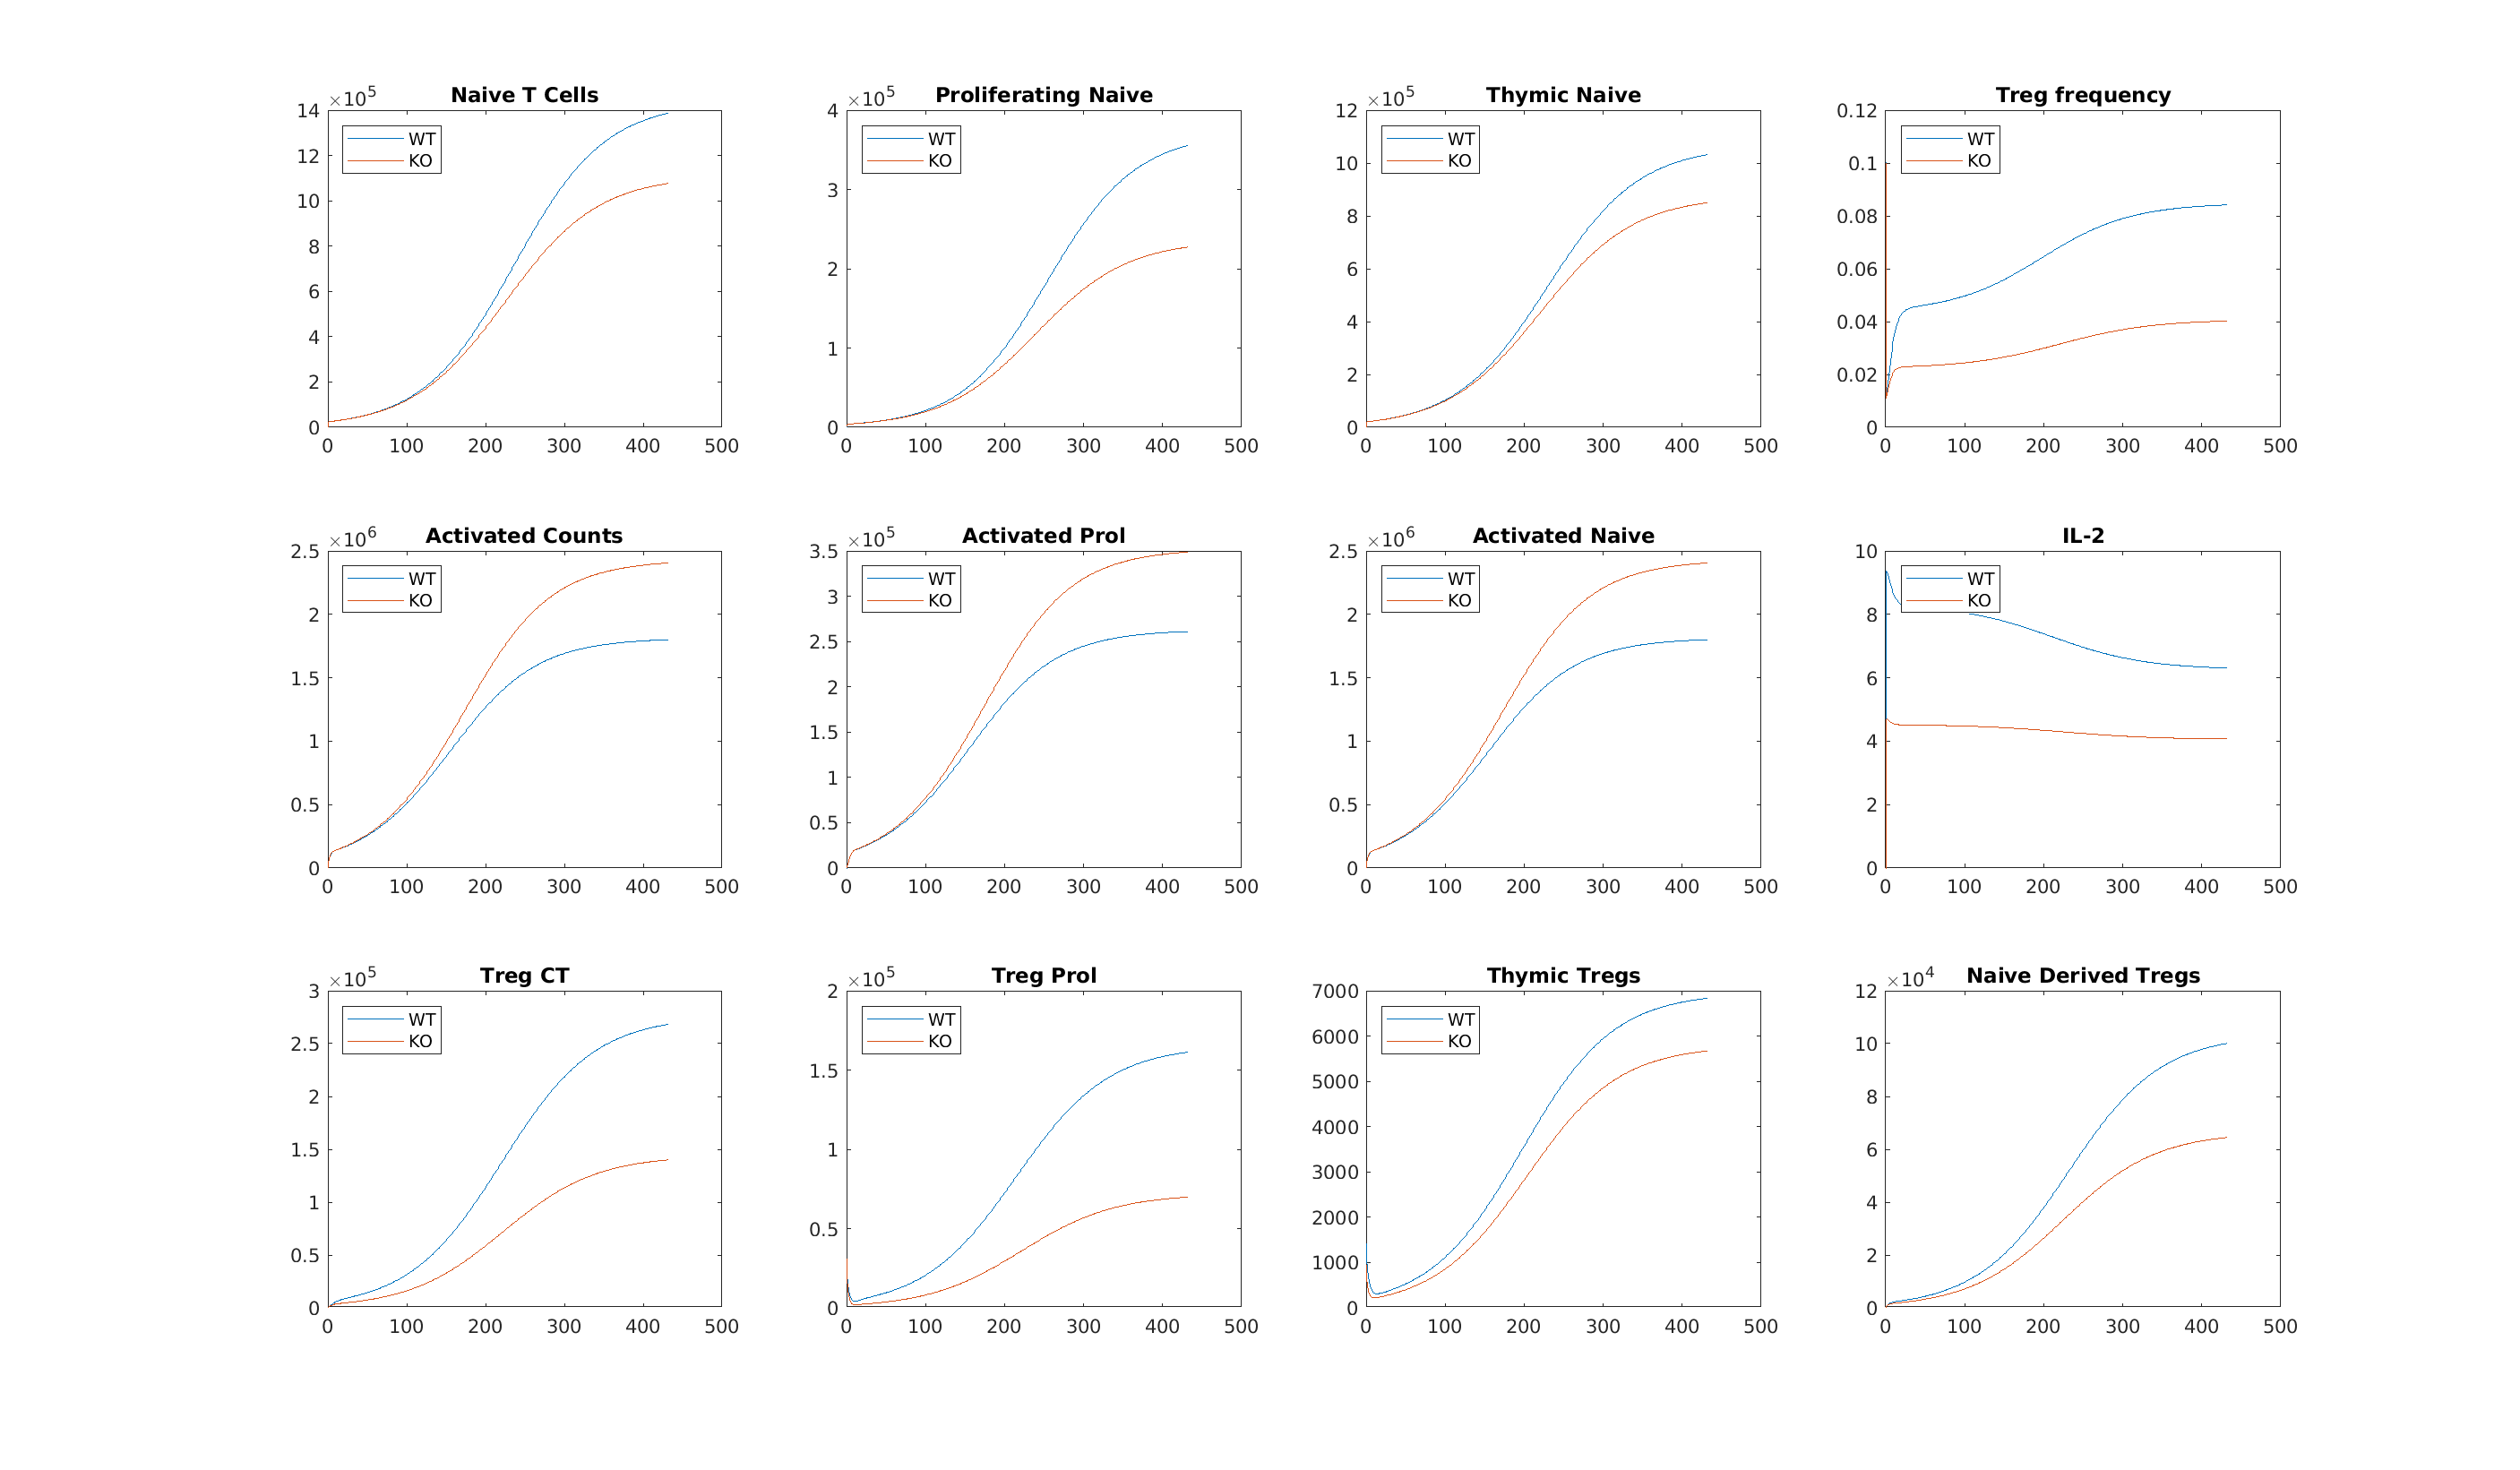 Naive T Cells
×10^5
14
12
10
8
6
4
2
0
0 100 200 300 400 500
WT
KO
Proliferating Naive
×10^5
4
3
2
1
0
0 100 200 300 400 500
WT
KO
Thymic Naive
×10^5
12
10
8
6
4
2
0
0 100 200 300 400 500
WT
KO
Treg frequency
0.12
0.1
0.08
0.06
0.04
0.02
0
0 100 200 300 400 500
WT
KO
Activated Counts
×10^6
2.5
2
1.5
1
0.5
0
0 100 200 300 400 500
WT
KO
Activated Prol
×10^5
3.5
3
2.5
2
1.5
1
0.5
0
0 100 200 300 400 500
WT
KO
Activated Naive
×10^6
2.5
2
1.5
1
0.5
0
0 100 200 300 400 500
WT
KO
IL-2
10
8
6
4
2
0
0 100 200 300 400 500
WT
KO
Treg CT
×10^5
3
2.5
2
1.5
1
0.5
0
0 100 200 300 400 500
WT
KO
Treg Prol
×10^5
2
1.5
1
0.5
0
0 100 200 300 400 500
WT
KO
Thymic Tregs
7000
6000
5000
4000
3000
2000
1000
0
0 100 200 300 400 500
WT
KO
Naive Derived Tregs
×10^4
12
10
8
6
4
2
0
0 100 200 300 400 500